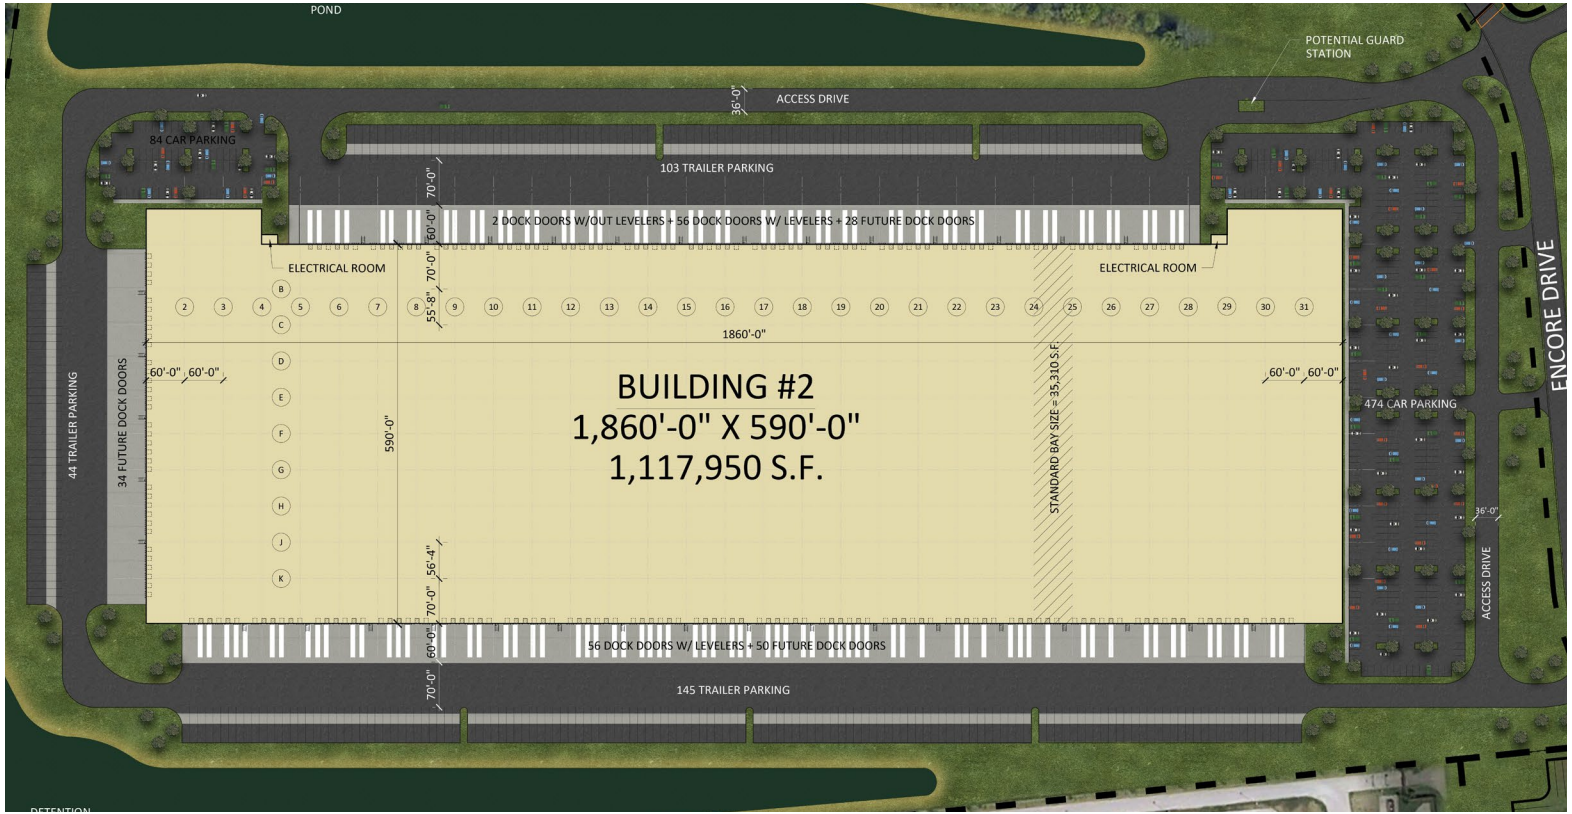 POND
POTENTIAL GUARD
STATION
36'-0"
ACCESS DRIVE
84 CAR PARKING
103 TRAILER PARKING
70'-0"
2 DOCK DOORS W/OUT LEVELERS + 56 DOCK DOORS W/ LEVELERS + 28 FUTURE DOCK DOORS
60'-0"
ELECTRICAL ROOM
70'-0"
ELECTRICAL ROOM
B
2 3 4 5 6 7 8 9 10 11 12 13 14 15 16 17 18 19 20 21 22 23 24 25 26 27 28 29 30 31
55'-8"
C
1860'-0"
D
60'-0" 60'-0"
60'-0" 60'-0"
E
BUILDING #2
1,860'-0" X 590'-0"
1,117,950 S.F.
STANDARD BAY SIZE = 35,310 S.F.
474 CAR PARKING
ENCORE DRIVE
44 TRAILER PARKING
34 FUTURE DOCK DOORS
590'-0"
F
G
H
J
K
56'-4"
70'-0"
36'-0"
ACCESS DRIVE
60'-0"
56 DOCK DOORS W/ LEVELERS + 50 FUTURE DOCK DOORS
70'-0"
145 TRAILER PARKING
DETENTION